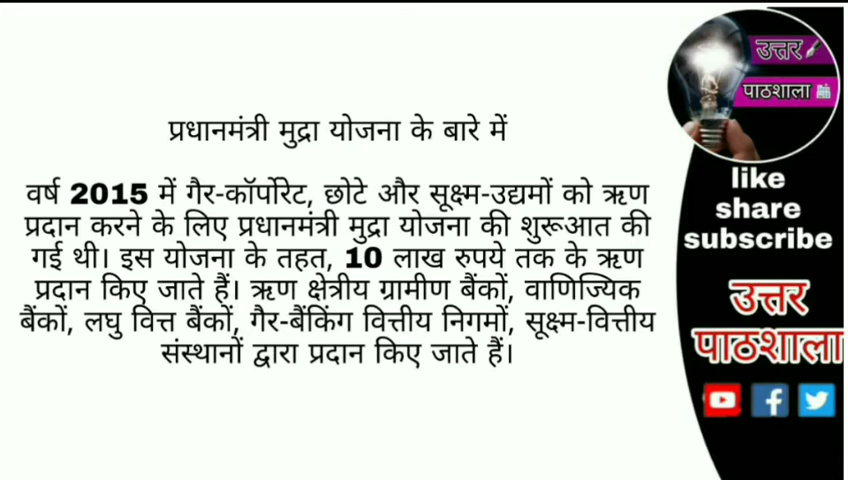 प्रधानमंत्री मुद्रा योजना के बारे में
वर्ष 2015 में गैर-कॉर्पोरेट, छोटे और सूक्ष्म-उद्यमों को ऋण
प्रदान करने के लिए प्रधानमंत्री मुद्रा योजना की शुरूआत की
गई थी। इस योजना के तहत, 10 लाख रुपये तक के ऋण
प्रदान किए जाते हैं। ऋण क्षेत्रीय ग्रामीण बैंकों, वाणिज्यिक
बैंकों, लघु वित्त बैंकों, गैर-बैंकिंग वित्तीय निगमों, सूक्ष्म-वित्तीय
संस्थानों द्वारा प्रदान किए जाते हैं।
उत्तर
पाठशाला
like
share
subscribe
उत्तर
पाठशाला